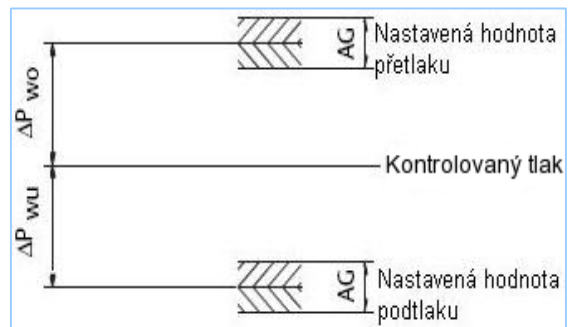 ΔP wo
AG
Nastavená hodnota
přetlaku
Kontrolovaný tlak
ΔP wu
AG
Nastavená hodnota
podtlaku